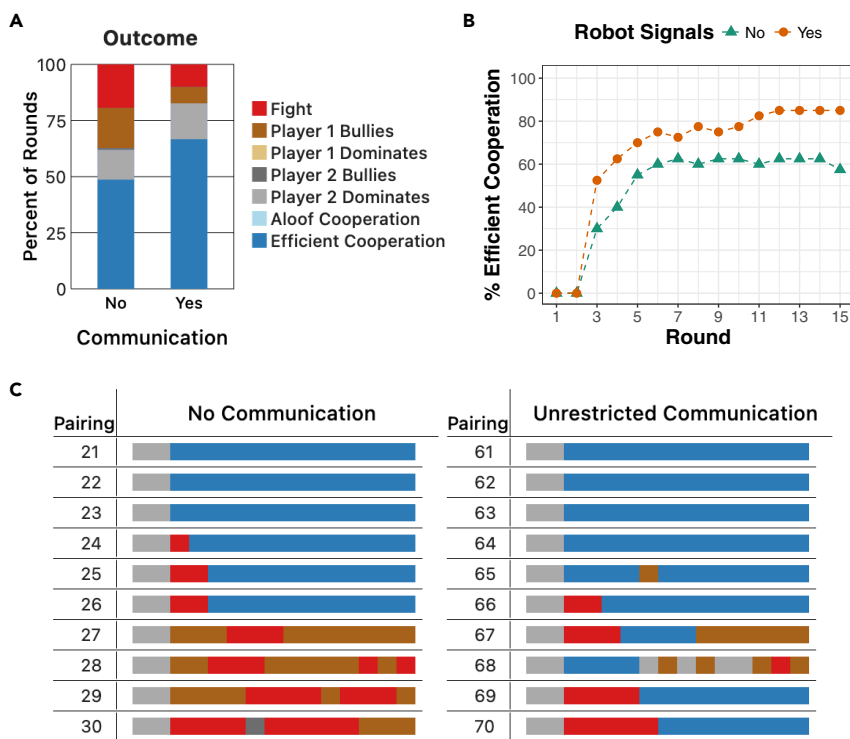 A
Outcome
Percent of Rounds
100
75
50
25
0
No Yes
Communication
Fight
Player 1 Bullies
Player 1 Dominates
Player 2 Bullies
Player 2 Dominates
Aloof Cooperation
Efficient Cooperation
B
Robot Signals No Yes
% Efficient Cooperation
100
80
60
40
20
0
1 3 5 7 9 11 13 15
Round
C
Pairing No Communication
21
22
23
24
25
26
27
28
29
30
Pairing Unrestricted Communication
61
62
63
64
65
66
67
68
69
70